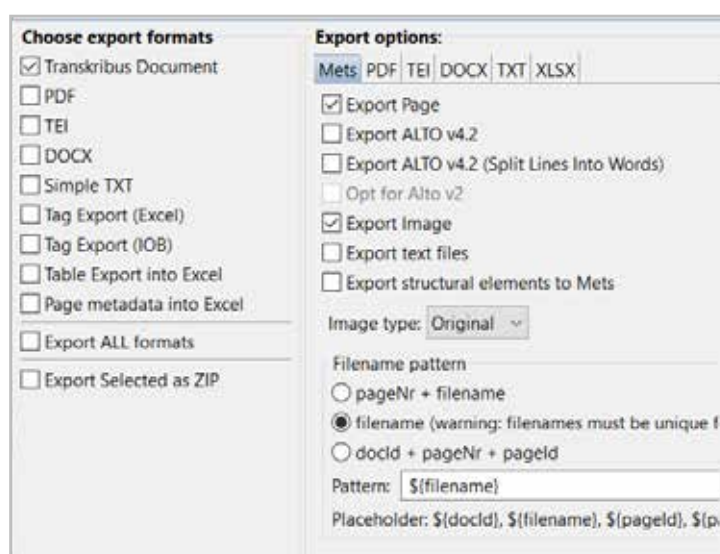 Choose export formats
Transkribus Document
PDF
TEI
DOCX
Simple TXT
Tag Export (Excel)
Tag Export (IOB)
Table Export into Excel
Page metadata into Excel
Export ALL formats
Export Selected as ZIP
Export options:
Mets PDF TEI DOCX TXT XLSX
Export Page
Export ALTO v4.2
Export ALTO v4.2 (Split Lines Into Words)
Opt for Alto v2
Export Image
Export text files
Export structural elements to Mets
Image type: Original
Filename pattern
pageNr + filename
filename (warning: filenames must be unique f
docId + pageNr + pageId
Pattern: ${filename}
Placeholder: ${docId}, ${filename}, ${pageId}, ${p